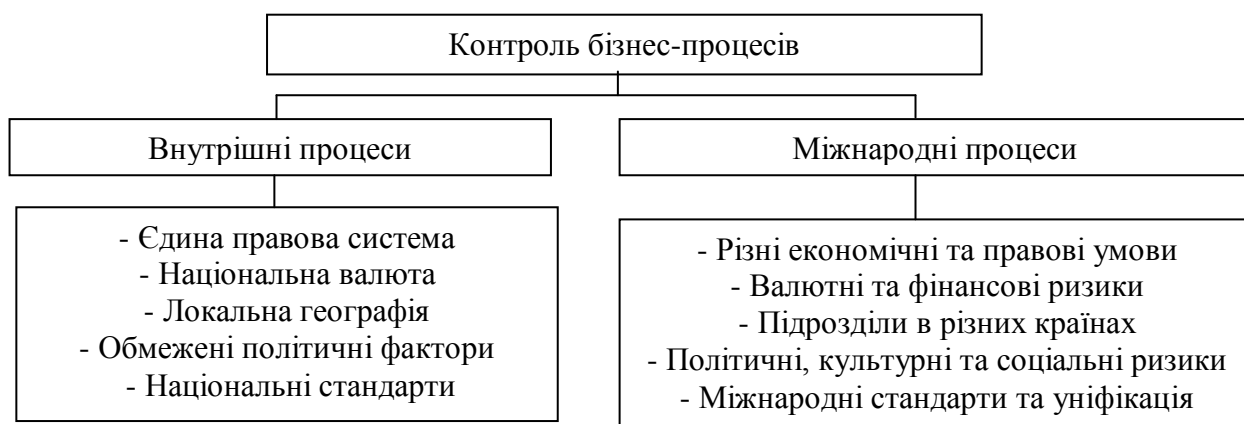 Контроль бізнес-процесів
Внутрішні процеси
Міжнародні процеси
- Єдина правова система
- Національна валюта
- Локальна географія
- Обмежені політичні фактори
- Національні стандарти
- Різні економічні та правові умови
- Валютні та фінансові ризики
- Підрозділи в різних країнах
- Політичні, культурні та соціальні ризики
- Міжнародні стандарти та уніфікація